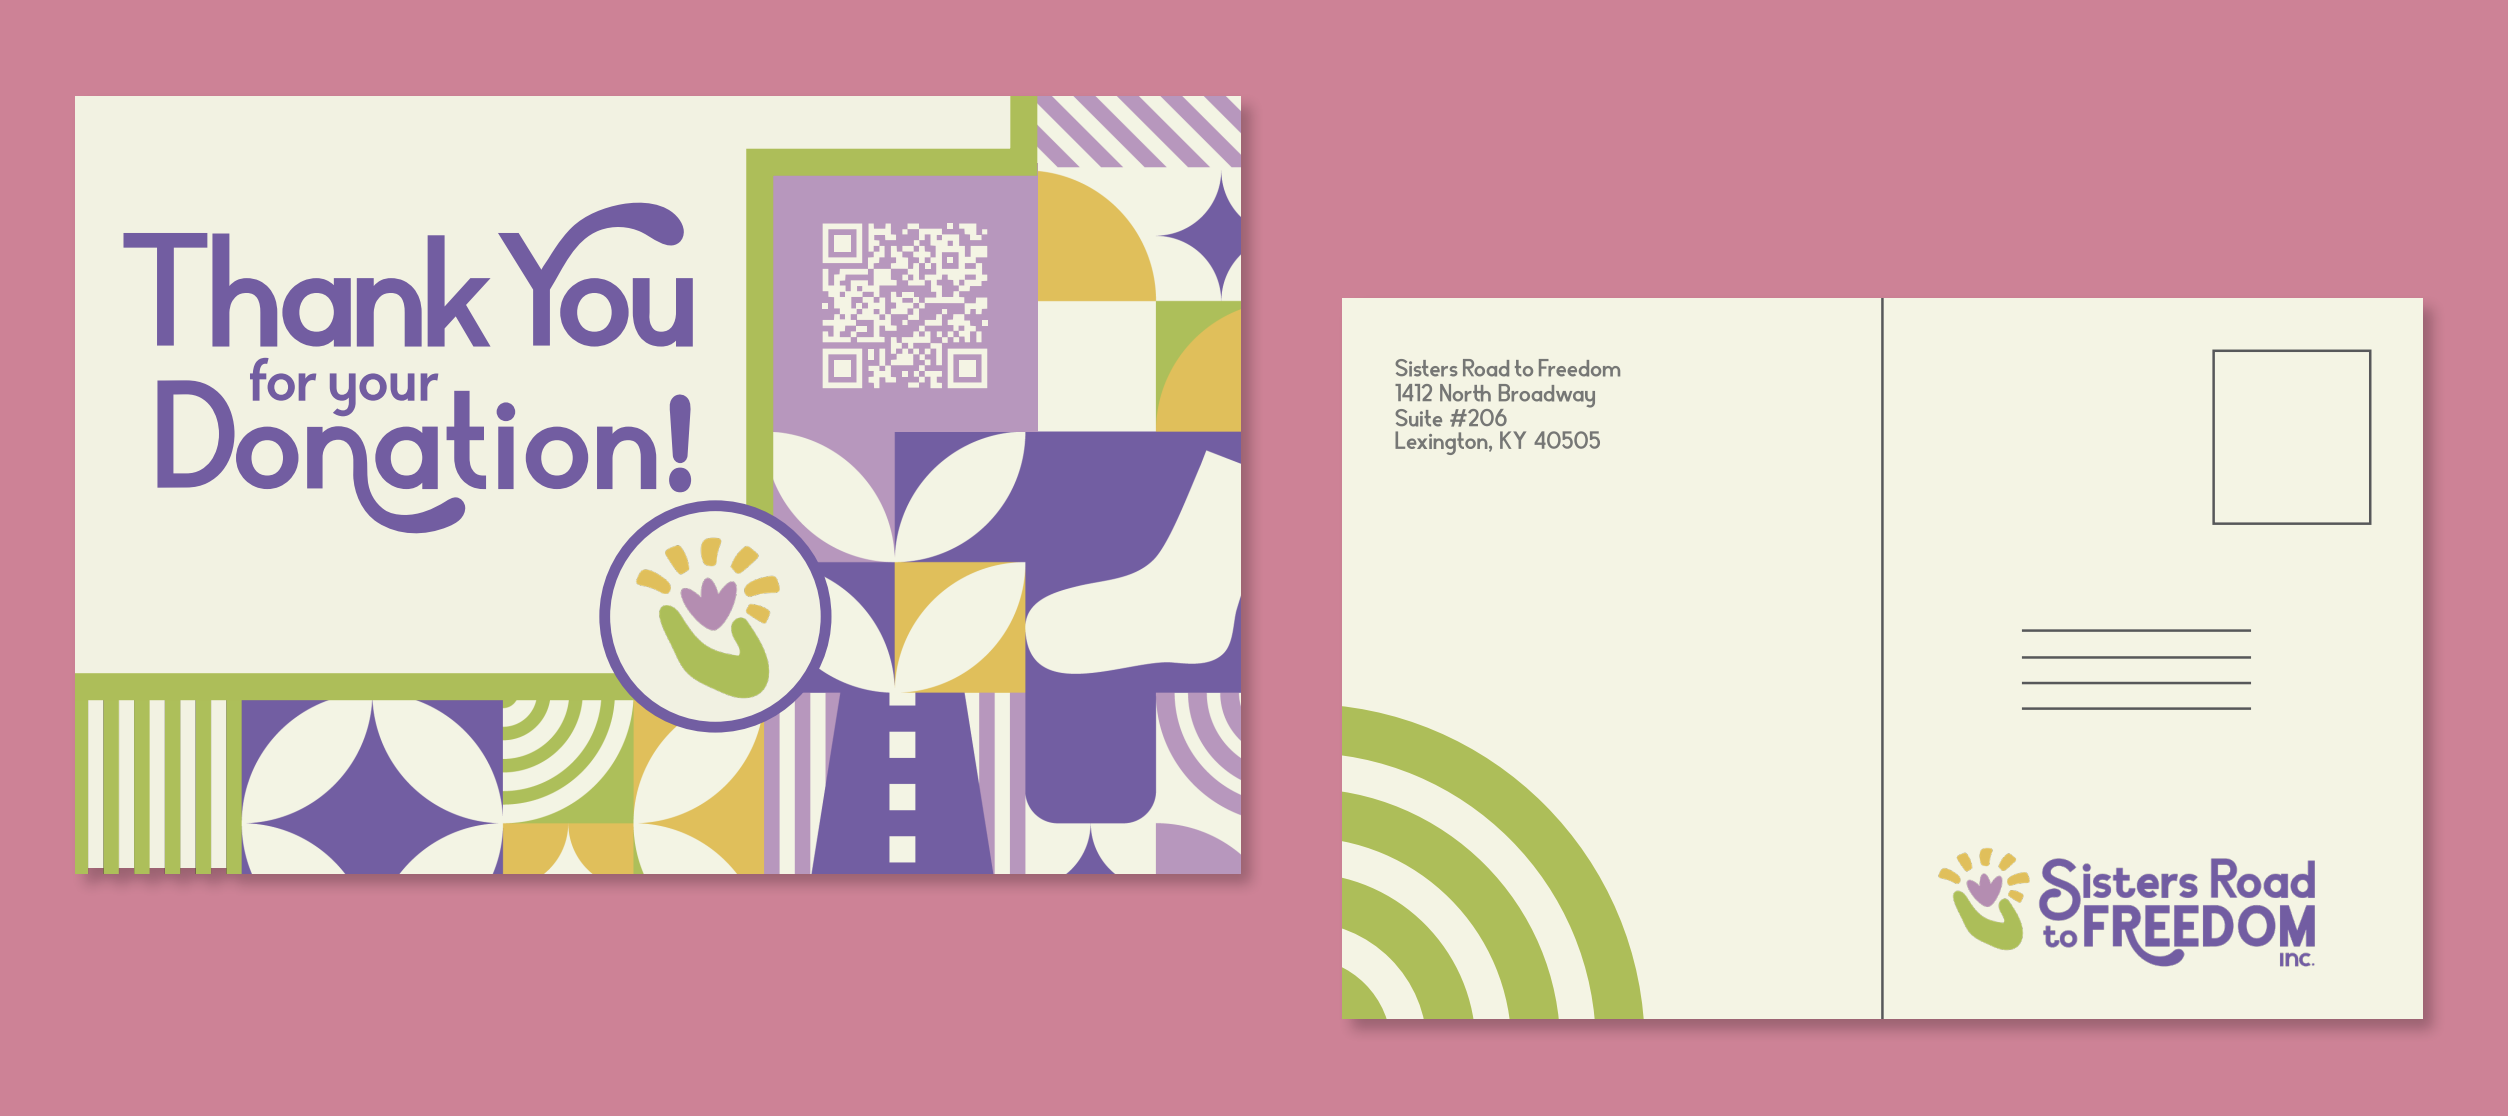 Thank You
for your
Donation!
Sisters Road to Freedom
1412 North Broadway
Suite #206
Lexington, KY 40505
Sisters Road
to FREEDOM
INC.